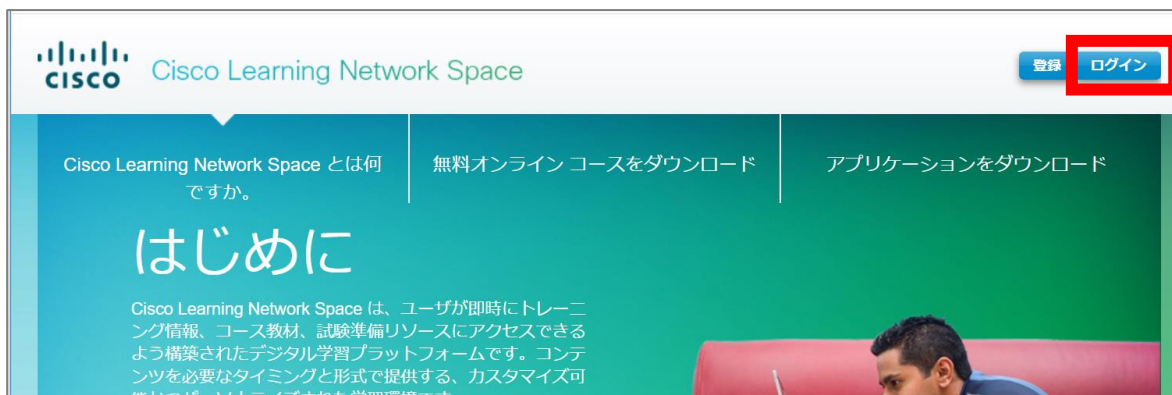 CISCO
Cisco Learning Network Space
登録
ログイン
Cisco Learning Network Space とは何
ですか。
無料オンライン コースをダウンロード
アプリケーションをダウンロード
はじめに
Cisco Learning Network Space は、ユーザが即時にトレーニ
ング情報、コース教材、試験準備リソースにアクセスできる
よう構築されたデジタル学習プラットフォームです。コンテ
ンツを必要なタイミングと形式で提供する、カスタマイズ可